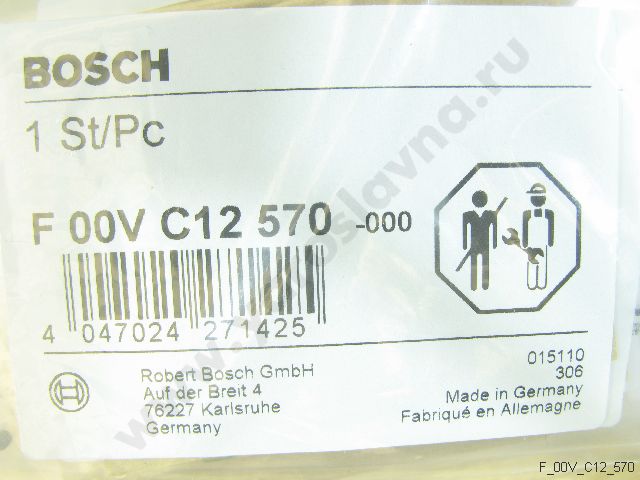 BOSCH
1 St/Pc
F 00V C12 570 -000
4 047024 271425
Robert Bosch GmbH
Auf der Breit 4
76227 Karlsruhe
Germany
015110
306
Made in Germany
Fabriqué en Allemagne
F_00V_C12_570